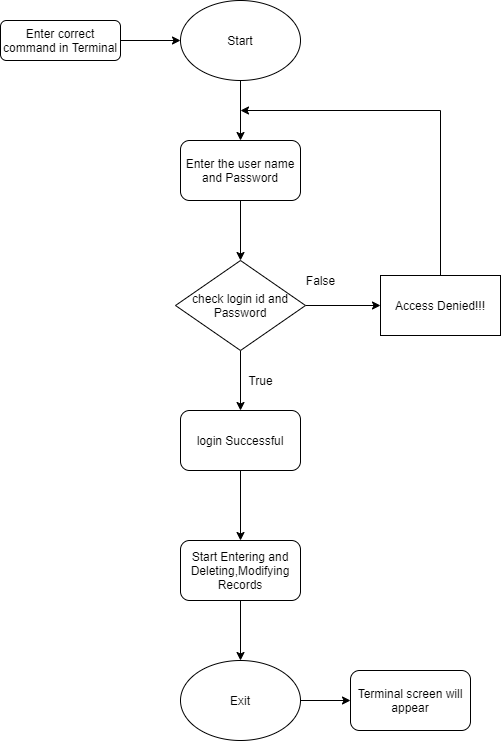 Enter correct
command in Terminal
Start
Enter the user name
and Password
check login id and
Password
False
Access Denied!!!
True
login Successful
Start Entering and
Deleting,Modifying
Records
Exit
Terminal screen will
appear